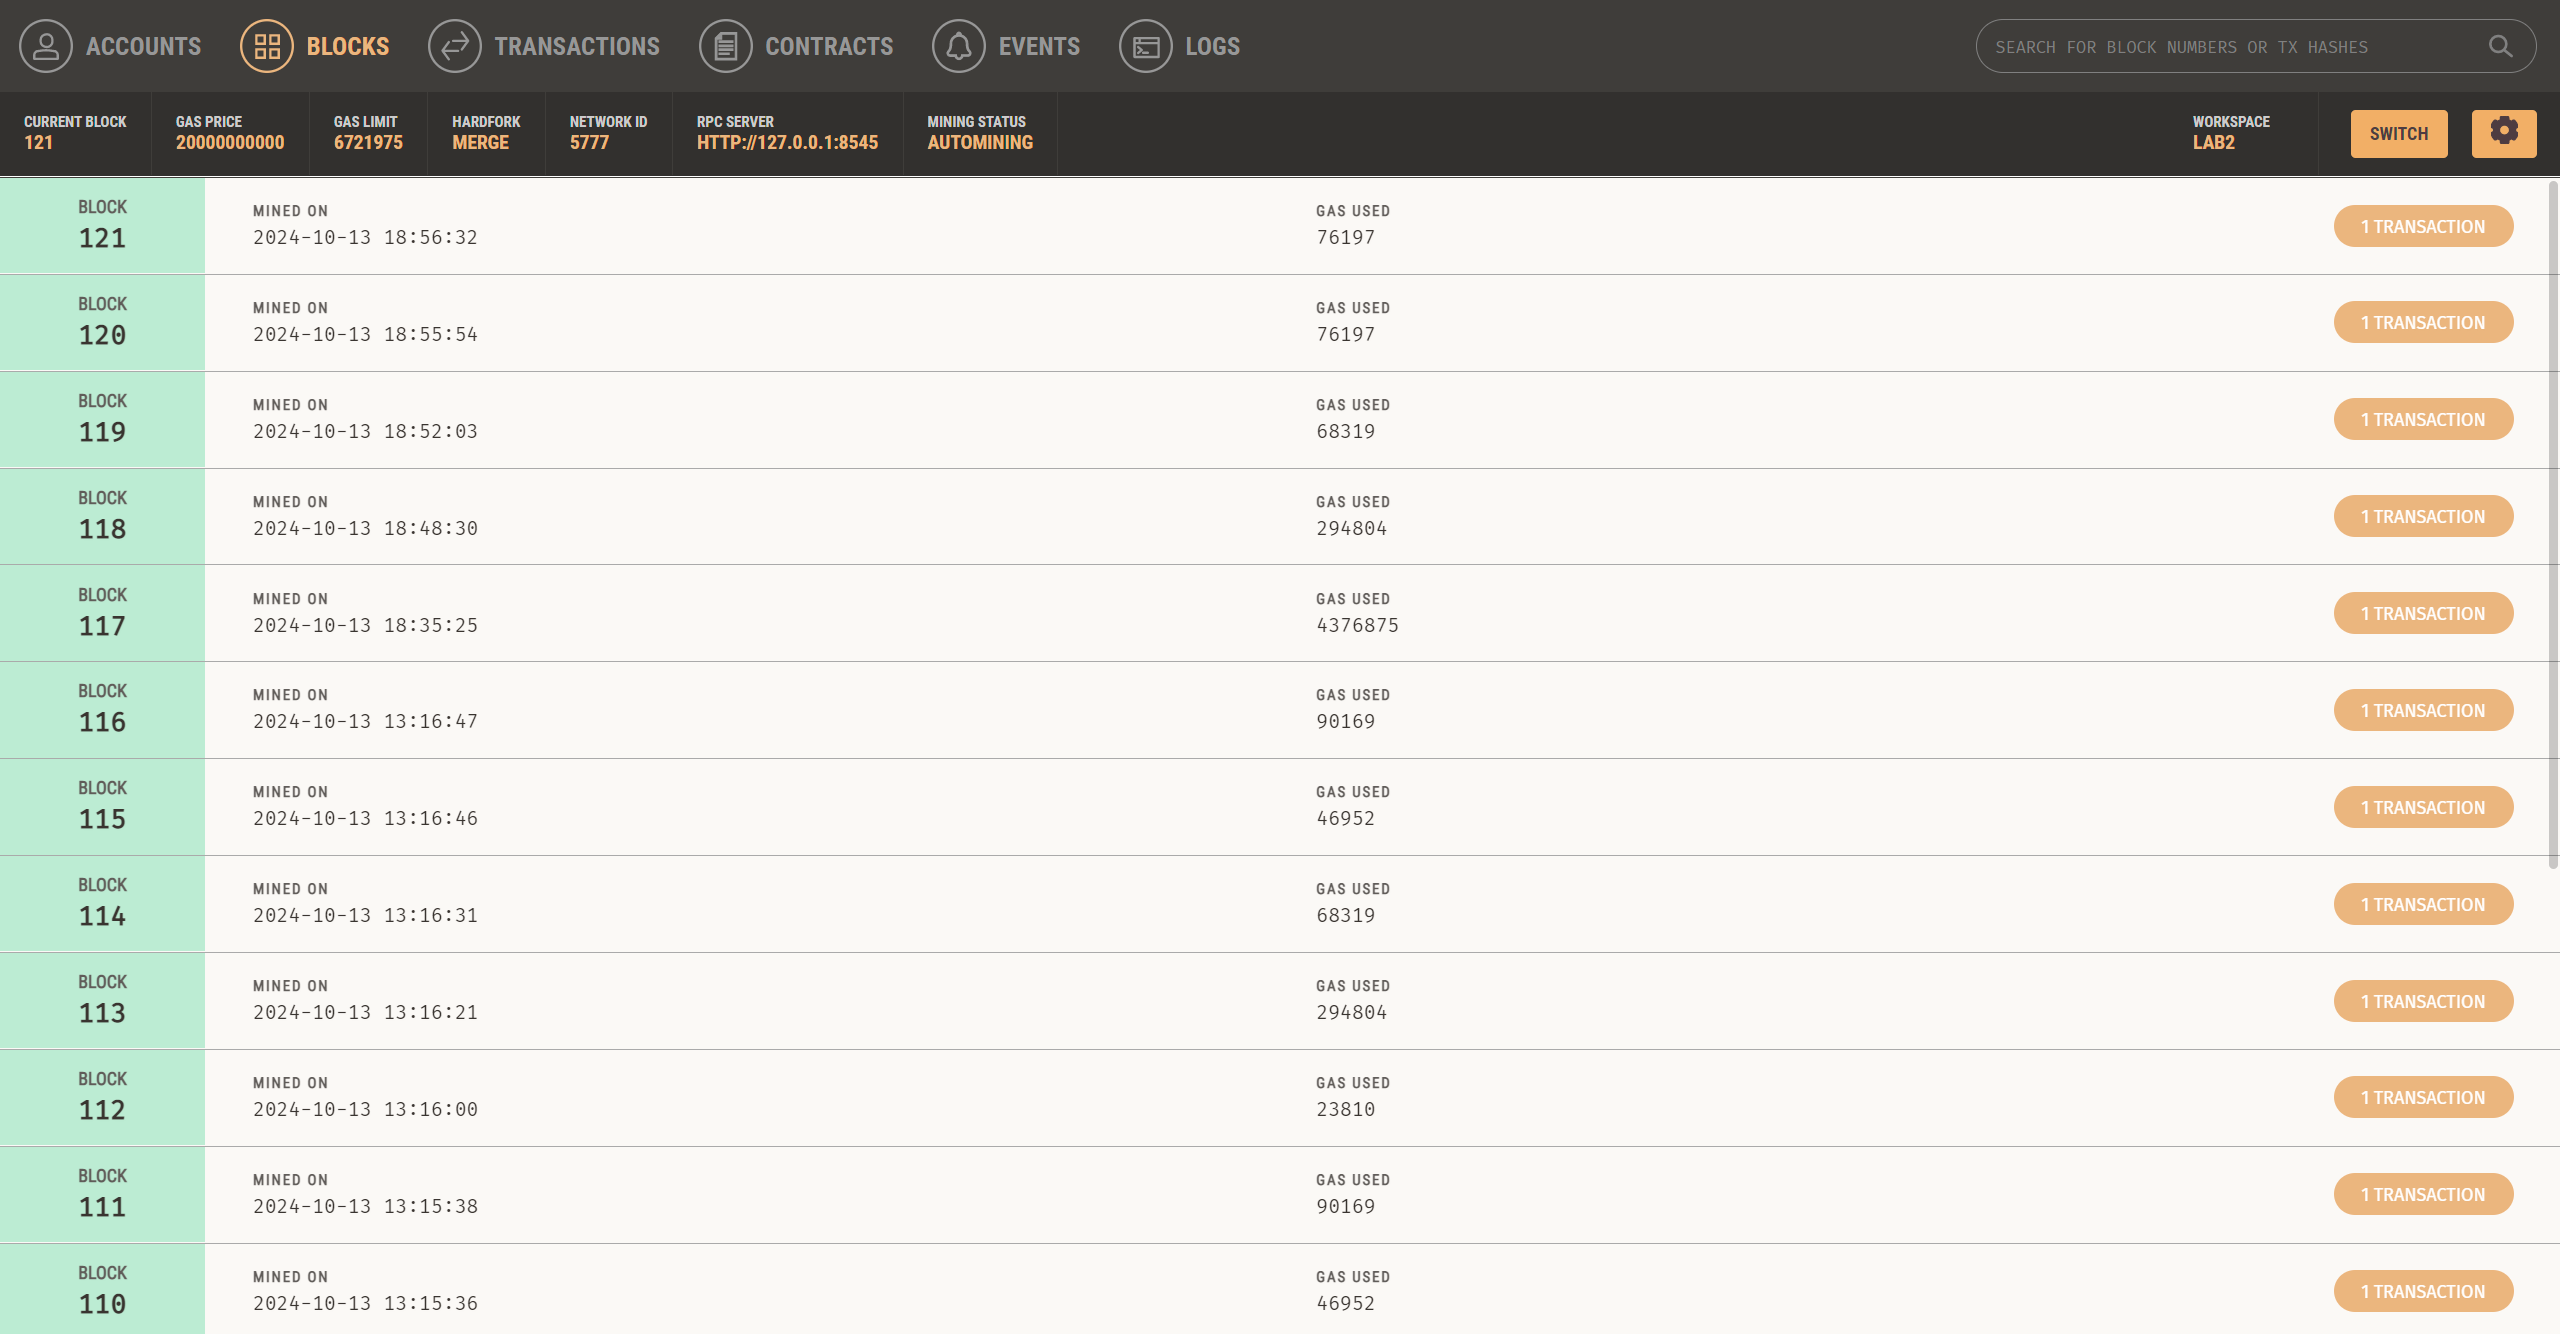 ACCOUNTS BLOCKS TRANSACTIONS CONTRACTS EVENTS LOGS SEARCH FOR BLOCK NUMBERS OR TX HASHES
CURRENT BLOCK GAS PRICE GAS LIMIT HARDFORK NETWORK ID RPC SERVER MINING STATUS WORKSPACE
121 20000000000 6721975 MERGE 5777 HTTP://127.0.0.1:8545 AUTOMINING LAB2 SWITCH
BLOCK MINED ON GAS USED
121 2024-10-13 18:56:32 76197 1 TRANSACTION
BLOCK MINED ON GAS USED
120 2024-10-13 18:55:54 76197 1 TRANSACTION
BLOCK MINED ON GAS USED
119 2024-10-13 18:52:03 68319 1 TRANSACTION
BLOCK MINED ON GAS USED
118 2024-10-13 18:48:30 294804 1 TRANSACTION
BLOCK MINED ON GAS USED
117 2024-10-13 18:35:25 4376875 1 TRANSACTION
BLOCK MINED ON GAS USED
116 2024-10-13 13:16:47 90169 1 TRANSACTION
BLOCK MINED ON GAS USED
115 2024-10-13 13:16:46 46952 1 TRANSACTION
BLOCK MINED ON GAS USED
114 2024-10-13 13:16:31 68319 1 TRANSACTION
BLOCK MINED ON GAS USED
113 2024-10-13 13:16:21 294804 1 TRANSACTION
BLOCK MINED ON GAS USED
112 2024-10-13 13:16:00 23810 1 TRANSACTION
BLOCK MINED ON GAS USED
111 2024-10-13 13:15:38 90169 1 TRANSACTION
BLOCK MINED ON GAS USED
110 2024-10-13 13:15:36 46952 1 TRANSACTION